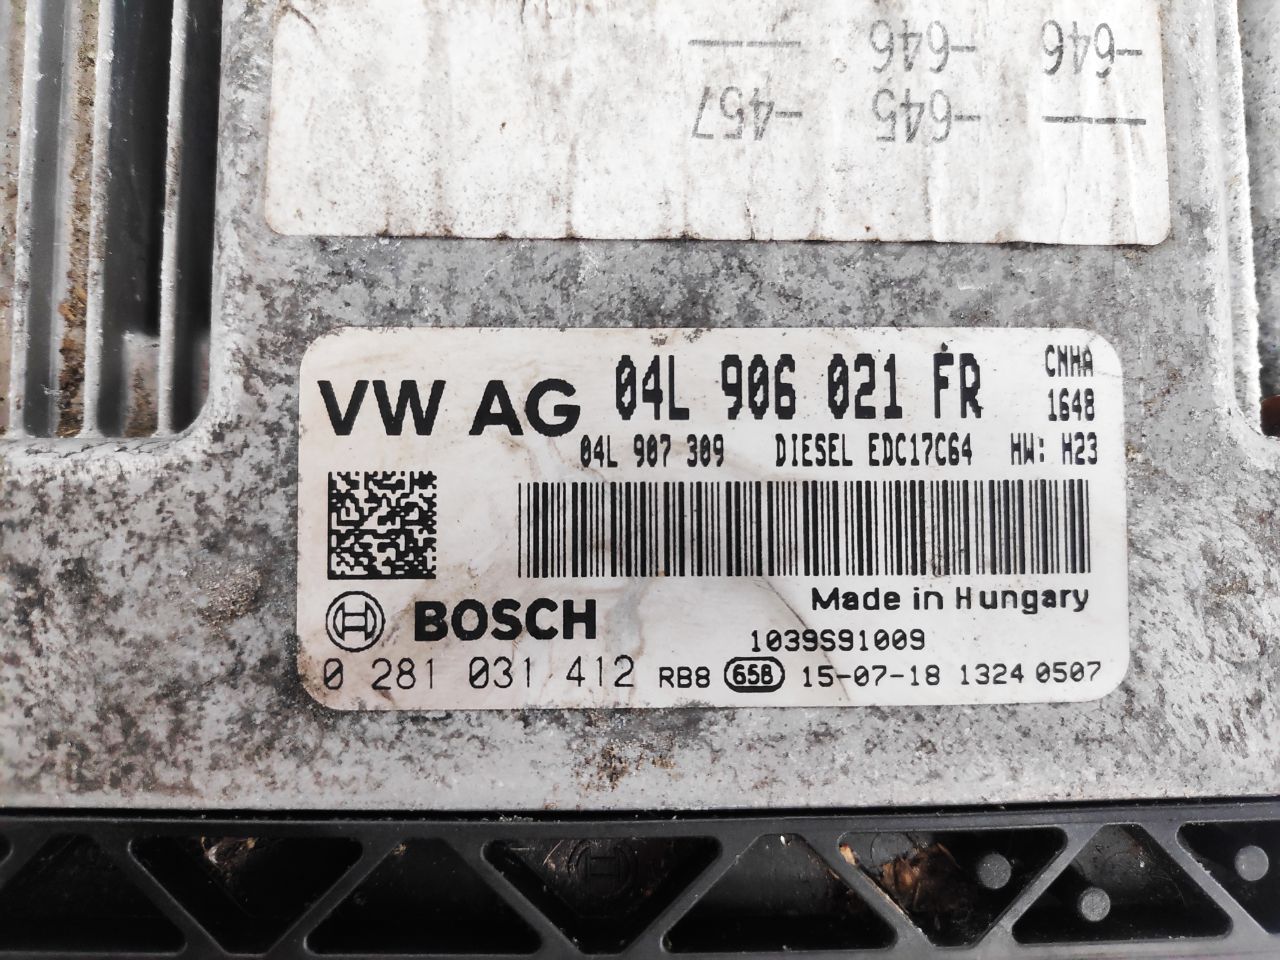 -646 -646
-645 -457
VW AG 04L 906 021 FR CNHA
1648
04L 907 309 DIESEL EDC17C64 HW: H23
Made in Hungary
BOSCH
1039S91009
0 281 031 412 RB8 65B 15-07-18 1324 0507